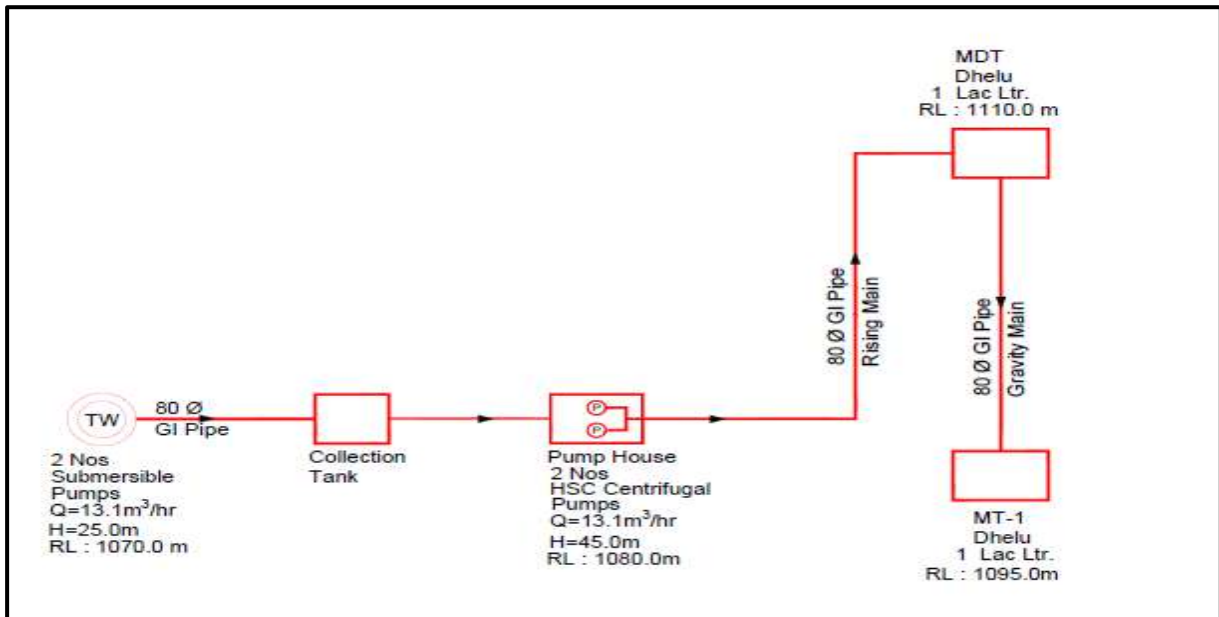 MDT
Dhelu
1 Lac Ltr.
RL : 1110.0 m
80 Ø GI Pipe
Rising Main
80 Ø GI Pipe
Gravity Main
TW
80 Ø
GI Pipe
2 Nos
Submersible
Pumps
Q=13.1m³/hr
H=25.0m
RL : 1070.0 m
Collection
Tank
P
P
Pump House
2 Nos
HSC Centrifugal
Pumps
Q=13.1m³/hr
H=45.0m
RL : 1080.0m
MT-1
Dhelu
1 Lac Ltr.
RL : 1095.0m